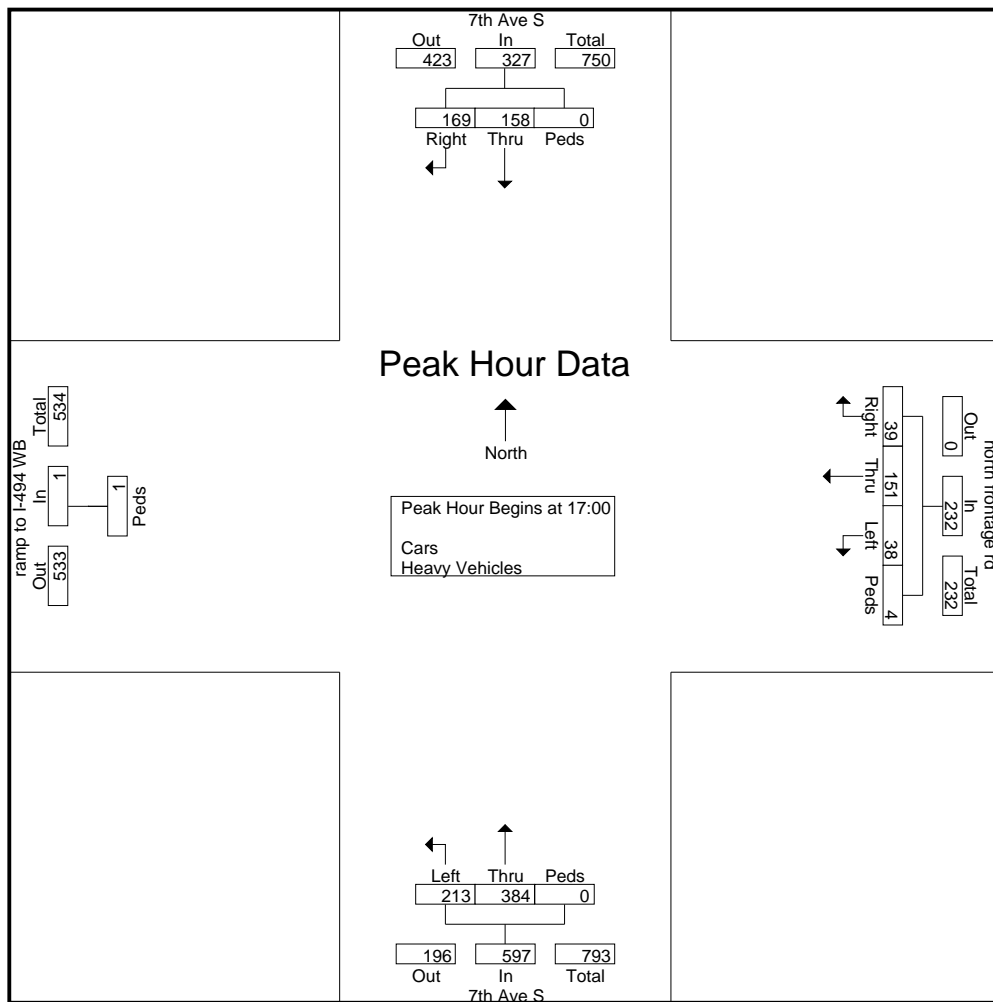 7th Ave S
Out In Total
423 327 750
169 158 0
Right Thru Peds
Peak Hour Data
North
Peak Hour Begins at 17:00
Cars
Heavy Vehicles
ramp to I-494 WB
Out In Total
533 1 534
1
Peds
north frontage rd
Out In Total
0 232 232
39 151 38 4
Right Thru Left Peds
Left Thru Peds
213 384 0
196 597 793
Out In Total
7th Ave S